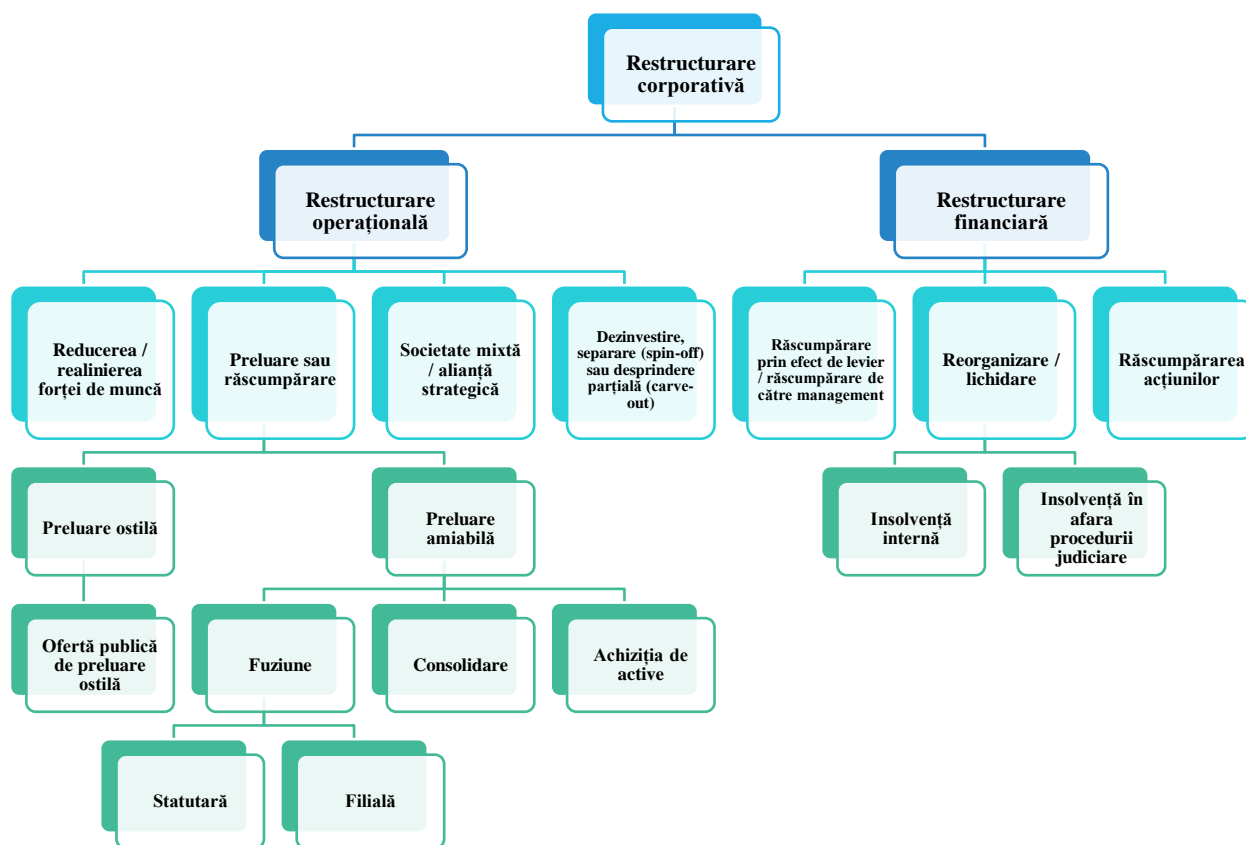 Restructurare
corporativă
Restructurare
operațională
Restructurare
financiară
Reducerea /
realinierea
forței de muncă
Preluare sau
răscumpărare
Societate mixtă
/ alianță
strategică
Dezinvestire,
separare (spin-off)
sau desprindere
parțială (carve-
out)
Răscumpărare
prin efect de levier
/ răscumpărare de
către management
Reorganizare /
lichidare
Răscumpărarea
acțiunilor
Preluare ostilă
Preluare
amiabilă
Insolvență
internă
Insolvență în
afara
procedurii
judiciare
Ofertă publică
de preluare
ostilă
Fuziune
Consolidare
Achiziția de
active
Statutară
Filială